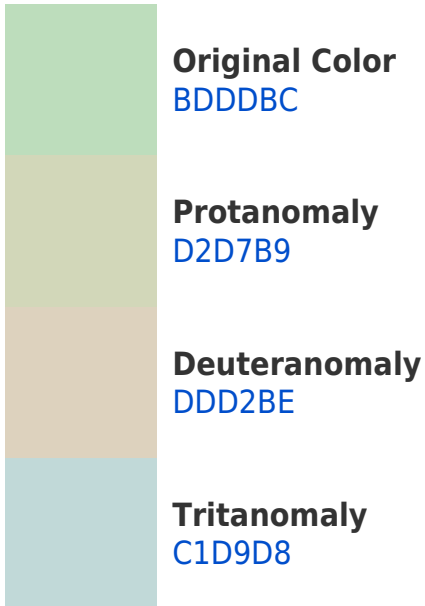 Original Color
BDDDBC
Protanomaly
D2D7B9
Deuteranomaly
DDD2BE
Tritanomaly
C1D9D8